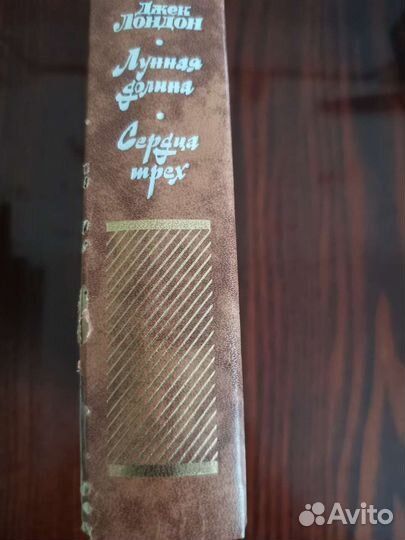 Джек
Лондон
•
Лунная
долина
•
Сердца
трех
Avito